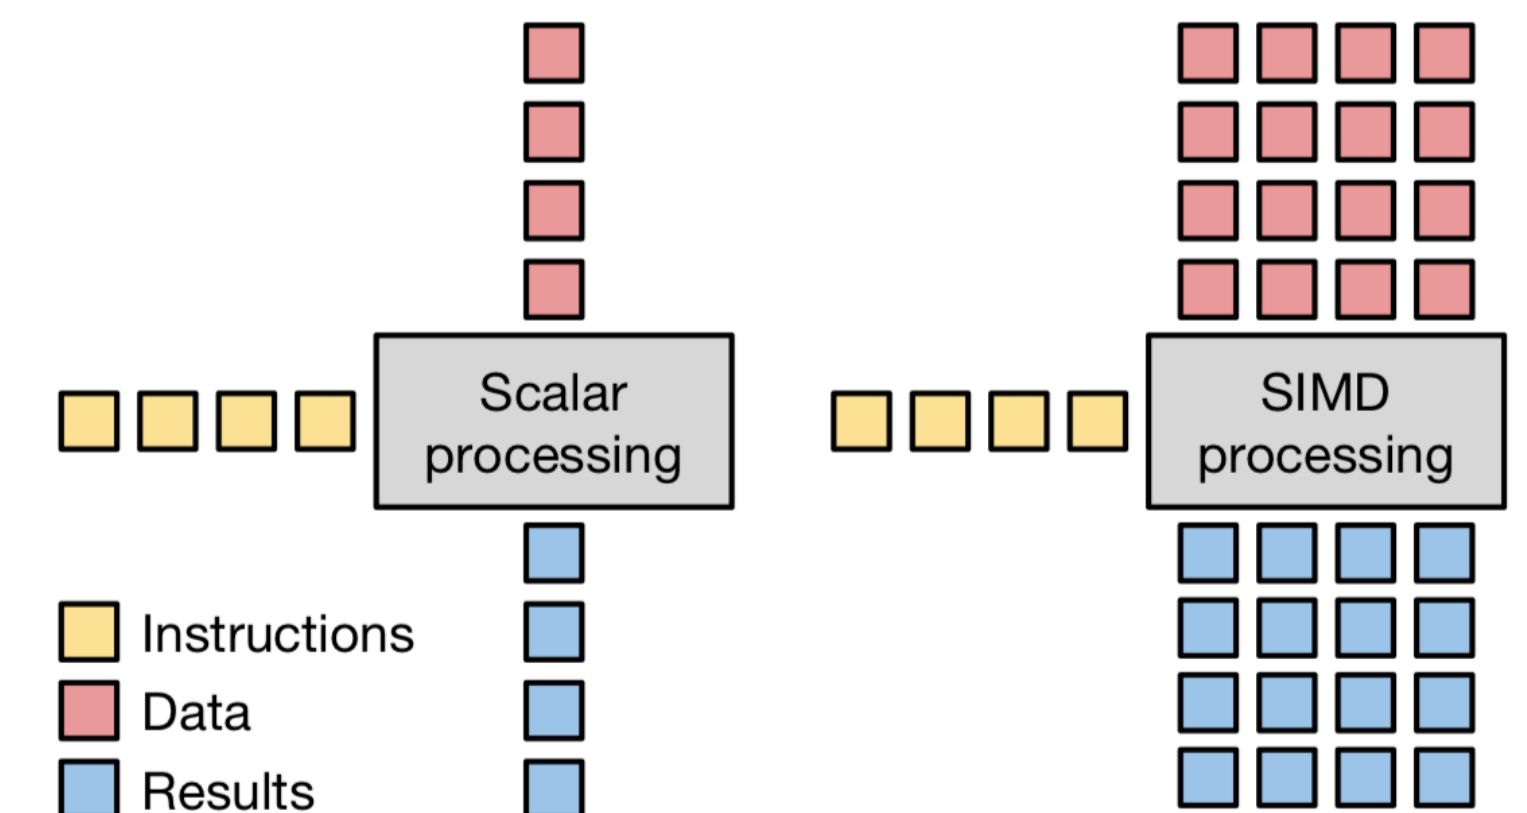 Scalar
processing
SIMD
processing
Instructions
Data
Results